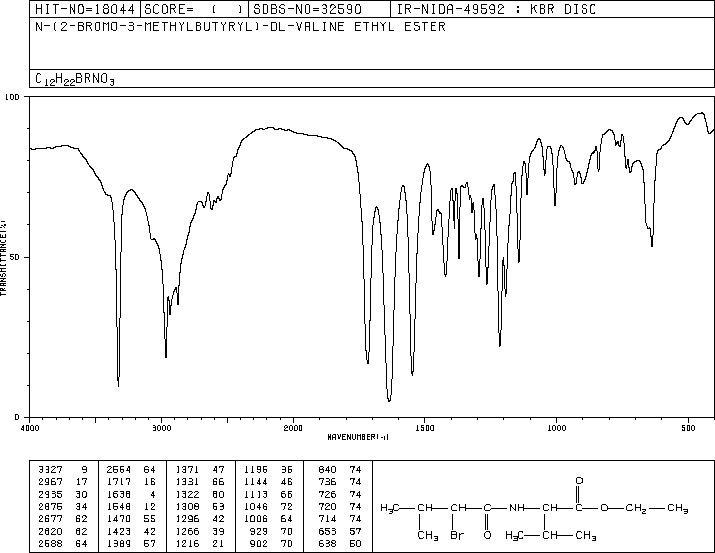 HIT-NO=18044 SCORE= ( ) SDBS-NO=32590 IR-NIDA-49592 : KBR DISC
N-(2-BROMO-3-METHYLBUTYRYL)-DL-VALINE ETHYL ESTER
C12H22BRNO3
100
50
0
TRANSMITTANCE(%)
4000 3000 2000 1500 1000 500
WAVENUMBER(-1)
3327 9 2564 64 1371 47 1195 36 840 74
2967 17 1717 16 1331 66 1144 46 736 74
2935 30 1638 4 1322 60 1113 66 726 74
2875 34 1548 12 1308 53 1046 72 720 74
2677 62 1470 55 1296 42 1006 64 714 74
2620 62 1423 42 1266 39 929 70 653 57
2588 64 1389 57 1216 21 902 70 638 50
O
H3C CH CH C NH CH C O CH2 CH3
CH3 Br O H3C CH CH3